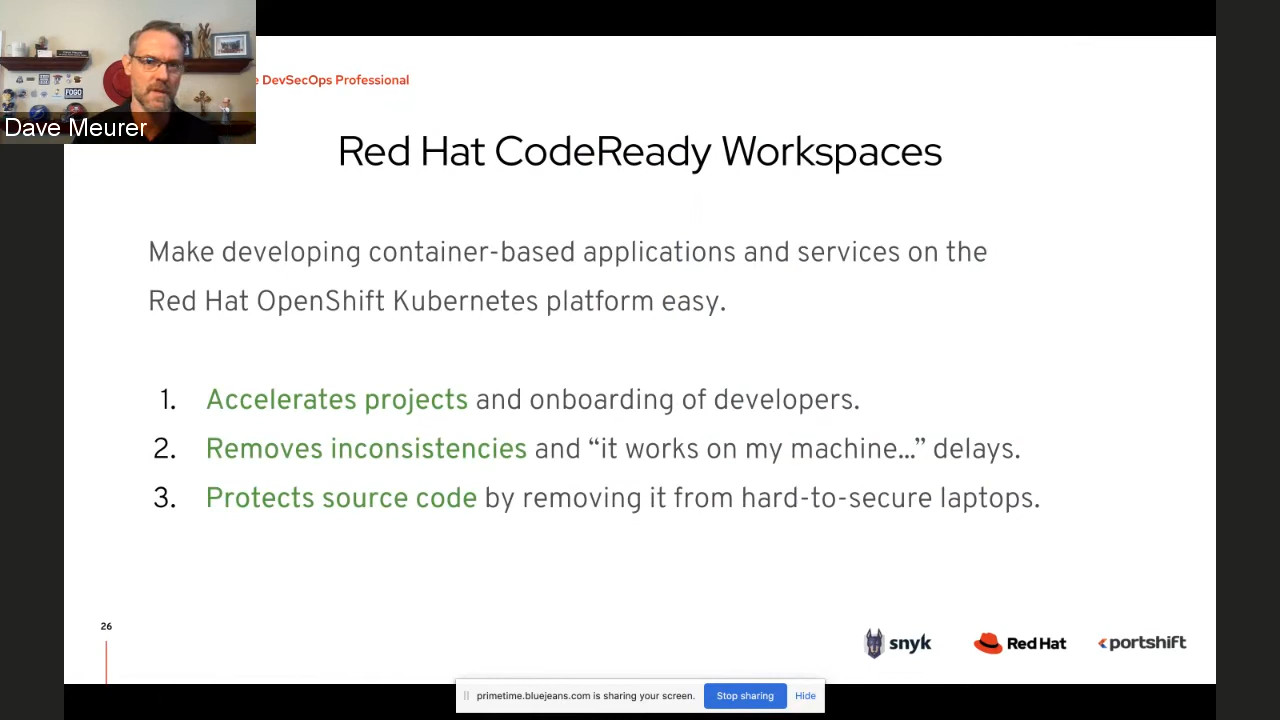 Dave Meurer
e DevSecOps Professional
Red Hat CodeReady Workspaces
Make developing container-based applications and services on the
Red Hat OpenShift Kubernetes platform easy.
1. Accelerates projects and onboarding of developers.
2. Removes inconsistencies and “it works on my machine...” delays.
3. Protects source code by removing it from hard-to-secure laptops.
26
snyk
Red Hat
portshift
primetime.bluejeans.com is sharing your screen. Stop sharing Hide